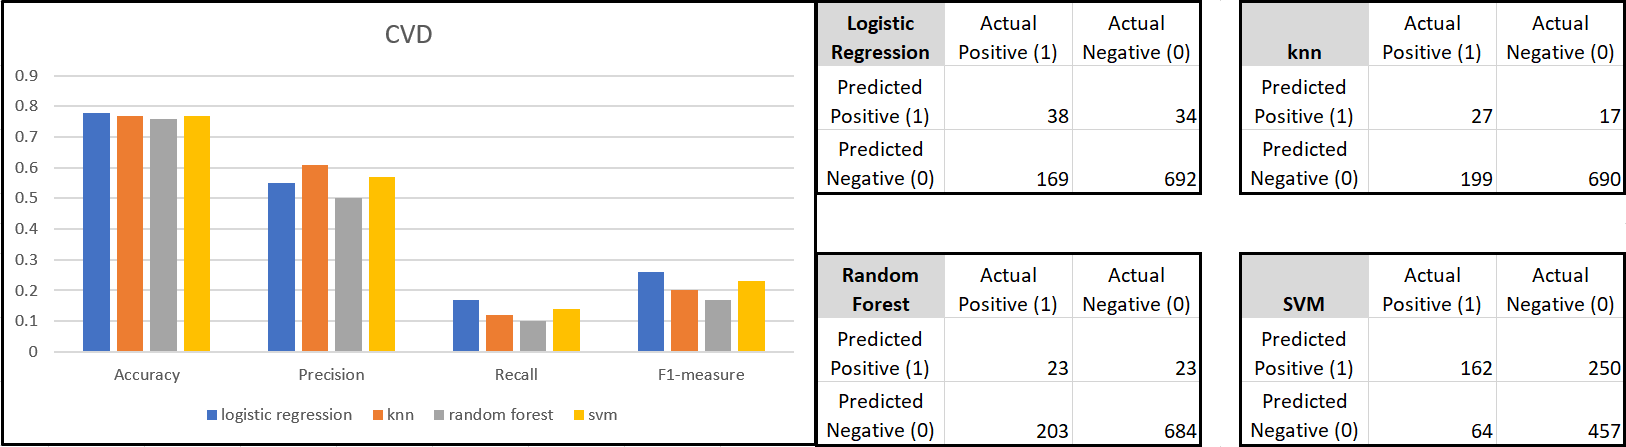 CVD
0.9
0.8
0.7
0.6
0.5
0.4
0.3
0.2
0.1
0
Accuracy Precision Recall F1-measure
logistic regression knn random forest svm
Logistic Actual Actual
Regression Positive (1) Negative (0)
Predicted
Positive (1) 38 34
Predicted
Negative (0) 169 692
Actual Actual
knn Positive (1) Negative (0)
Predicted
Positive (1) 27 17
Predicted
Negative (0) 199 690
Random Actual Actual
Forest Positive (1) Negative (0)
Predicted
Positive (1) 23 23
Predicted
Negative (0) 203 684
Actual Actual
SVM Positive (1) Negative (0)
Predicted
Positive (1) 162 250
Predicted
Negative (0) 64 457